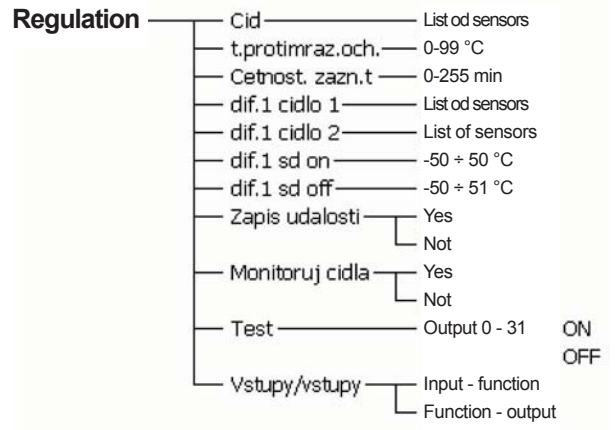 Regulation Cid List od sensors
t.protimraz.och. 0-99 °C
Cetnost. zazn.t 0-255 min
dif.1 cidlo 1 List od sensors
dif.1 cidlo 2 List of sensors
dif.1 sd on -50 ÷ 50 °C
dif.1 sd off -50 ÷ 51 °C
Zapis udalosti Yes
Not
Monitoruj cidla Yes
Not
Test Output 0 - 31 ON
OFF
Vstupy/vstupy Input - function
Function - output